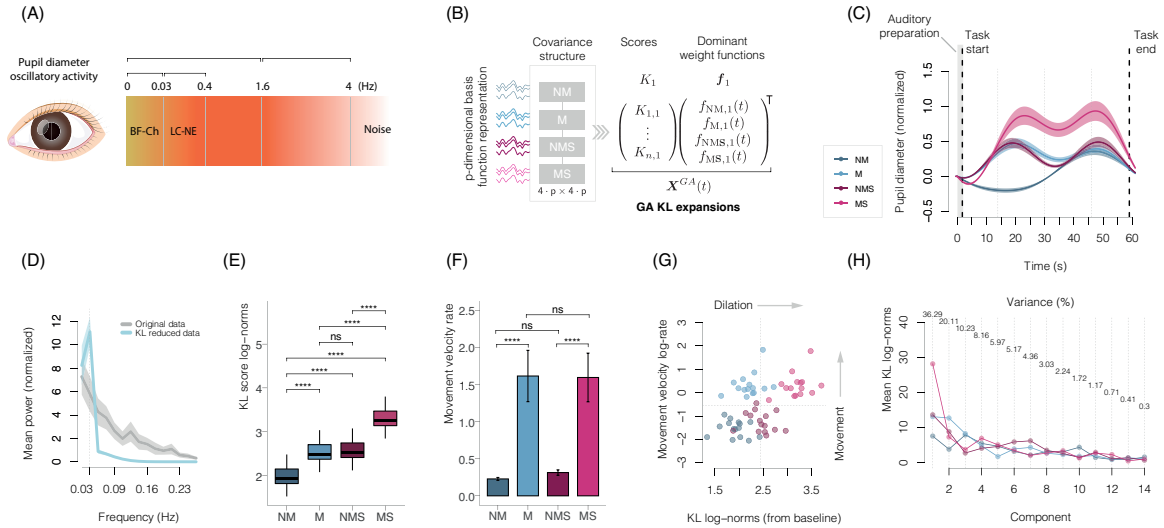 (A)
Pupil diameter
oscillatory activity
0 0.03 0.4 1.6 4 (Hz)
BF-Ch LC-NE Noise
(B)
Covariance
structure
Scores
Dominant
weight functions
p-dimensional basis
function representation
NM
M
NMS
MS
4 · p × 4 · p
K1 f1
K1,1
⋮
Kn,1
fNM,1(t)
fM,1(t)
fNMS,1(t)
fMS,1(t)
T
X^GA(t)
GA KL expansions
(C)
Auditory
preparation
Task
start
Task
end
Pupil diameter (normalized)
1.5
1.0
0.5
0.0
−0.5
NM
M
NMS
MS
0 10 20 30 40 50 60
Time (s)
(D)
Mean power (normalized)
12
10
8
6
4
2
0
Original data
KL reduced data
0.03 0.09 0.16 0.23
Frequency (Hz)
(E)
KL score log-norms
5
4
3
2
****
****
ns
****
****
****
NM M NMS MS
(F)
Movement velocity rate
2.5
2.0
1.5
1.0
0.5
0.0
ns
ns
**** ****
NM M NMS MS
(G)
Dilation
Movement velocity log-rate
3
2
1
0
−1
−2
−3
Movement
1.5 2.5 3.5
KL log-norms (from baseline)
(H)
Variance (%)
36.29
20.11
10.23
8.16
5.97
5.17
4.36
3.03
2.24
1.72
1.17
0.71
0.41
0.3
Mean KL log-norms
40
30
20
10
0
2 4 6 8 10 12 14
Component